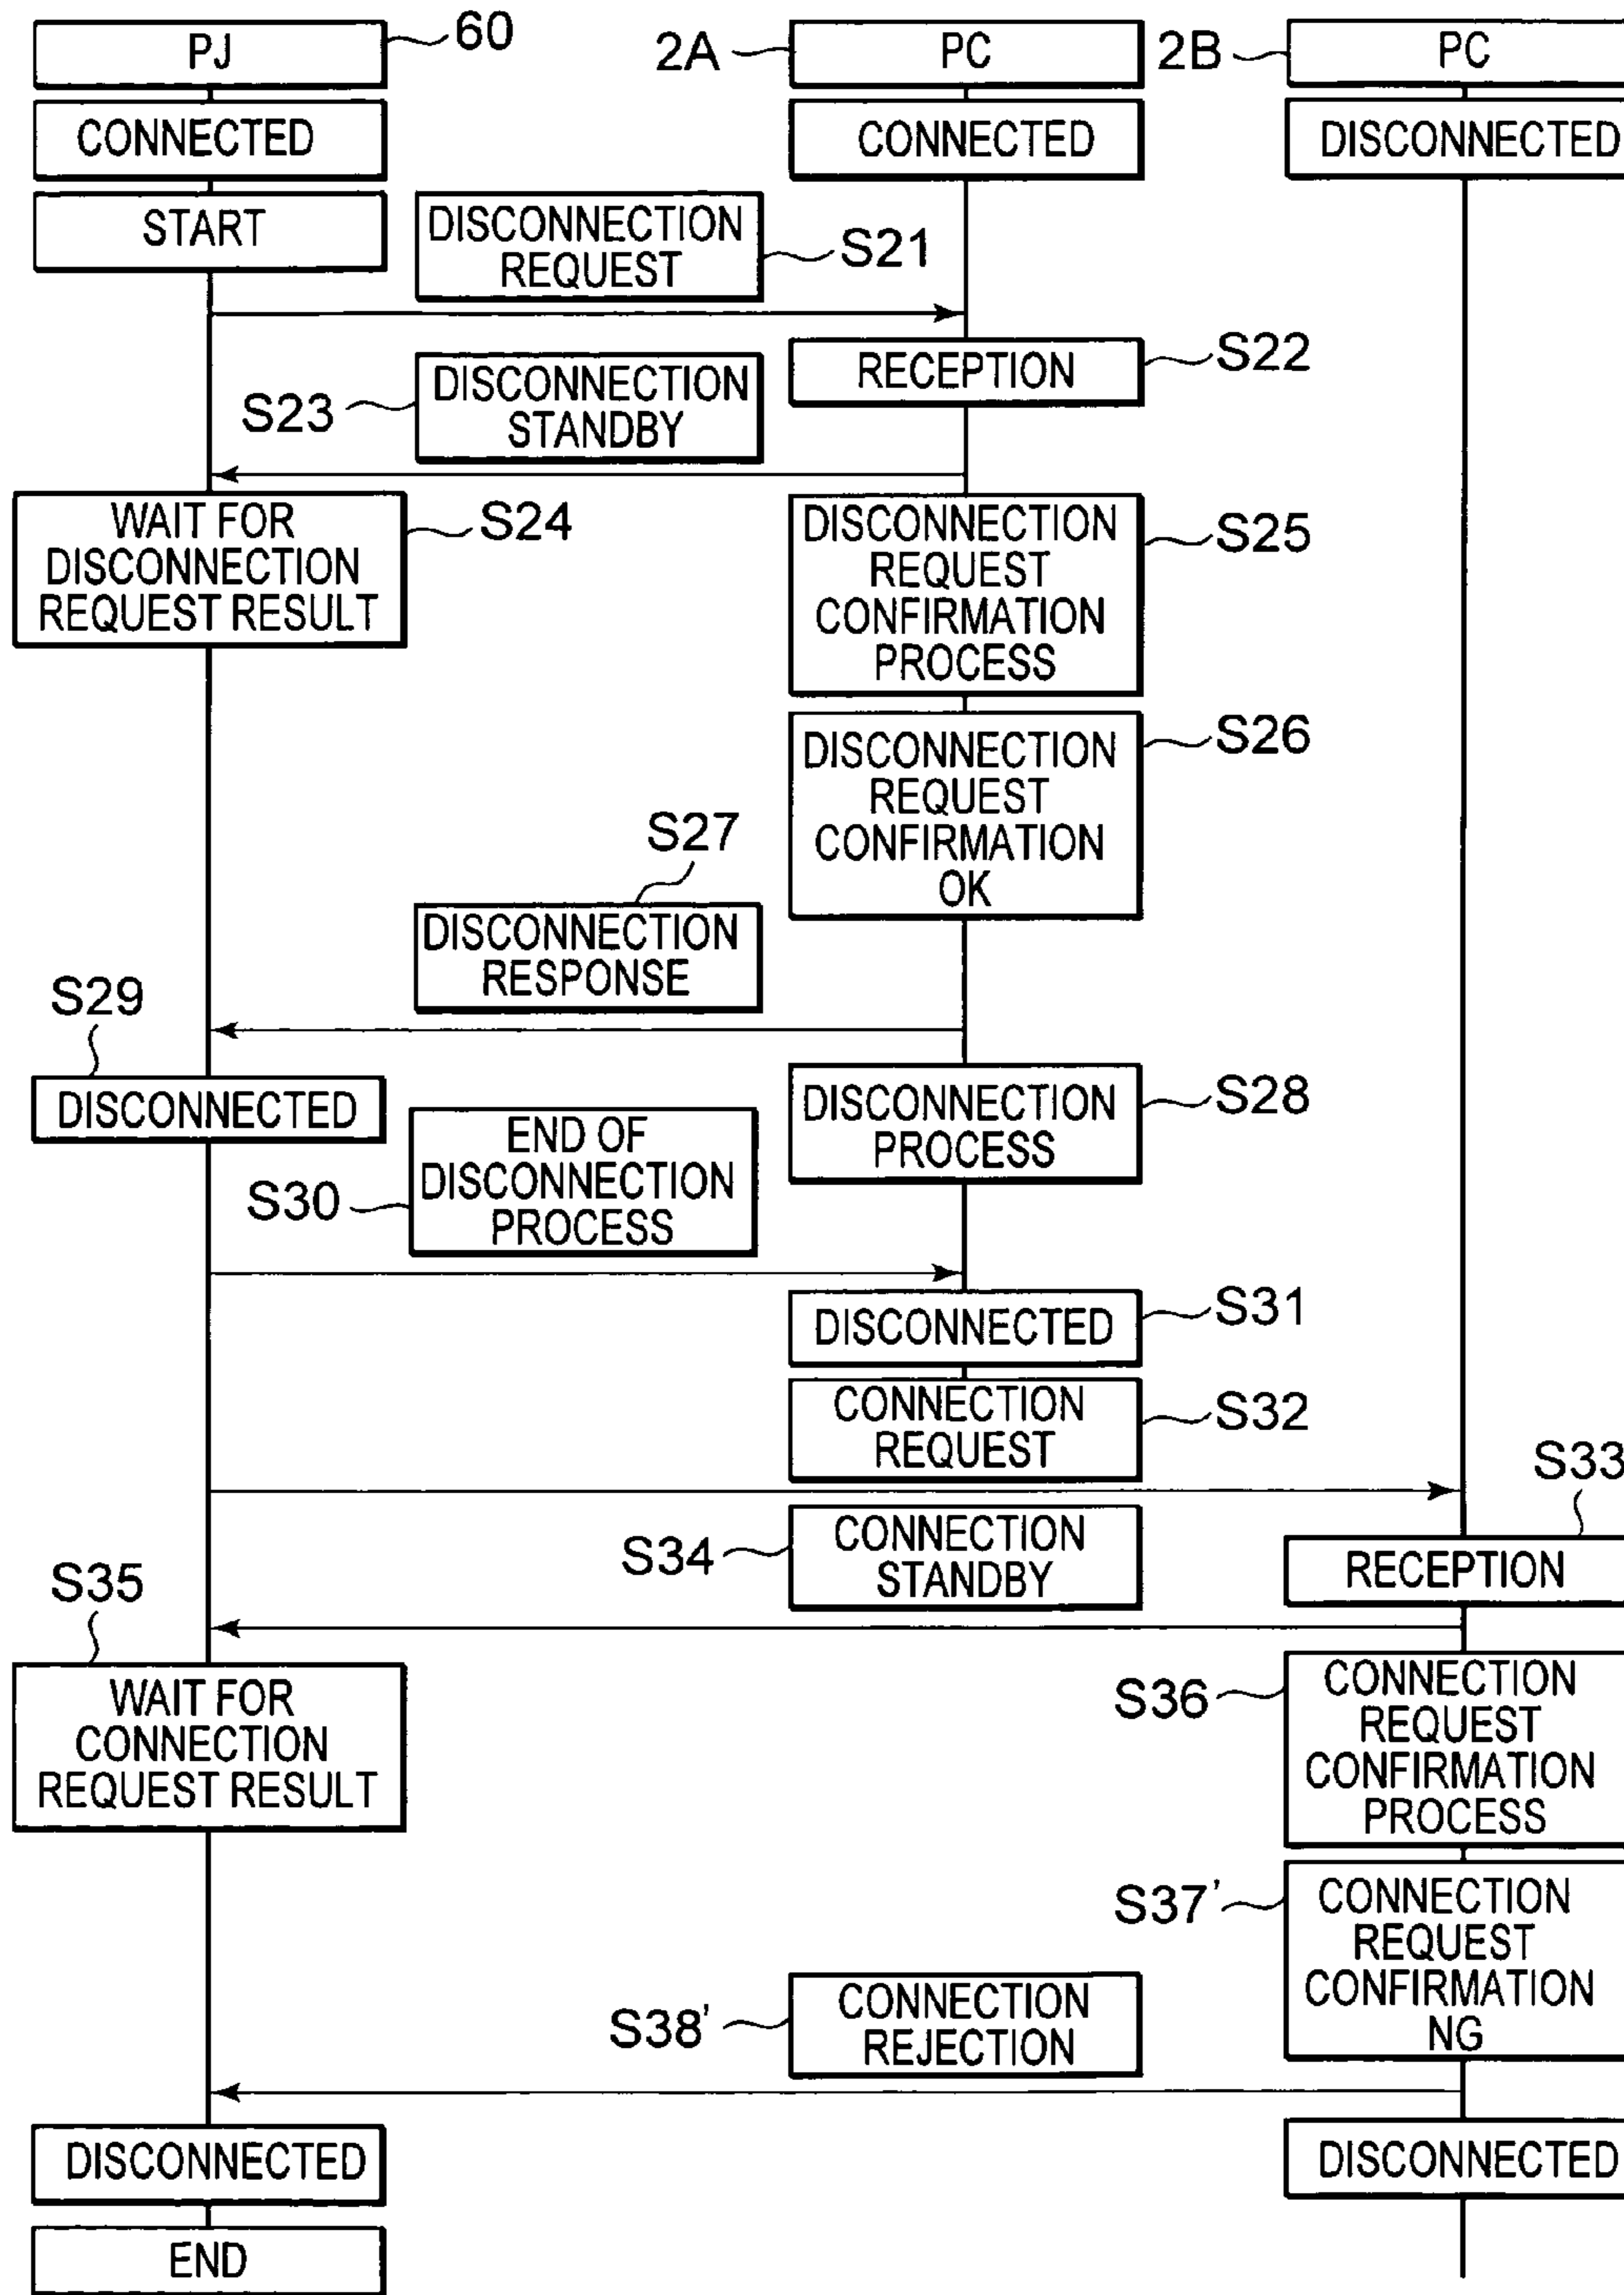 PJ
60
2A
PC
2B
PC
CONNECTED
CONNECTED
DISCONNECTED
START
DISCONNECTION
REQUEST
S21
RECEPTION
S22
S23
DISCONNECTION
STANDBY
WAIT FOR
DISCONNECTION
REQUEST RESULT
S24
DISCONNECTION
REQUEST
CONFIRMATION
PROCESS
S25
DISCONNECTION
REQUEST
CONFIRMATION
OK
S26
S27
DISCONNECTION
RESPONSE
S29
DISCONNECTED
DISCONNECTION
PROCESS
S28
S30
END OF
DISCONNECTION
PROCESS
DISCONNECTED
S31
CONNECTION
REQUEST
S32
S33
RECEPTION
S34
CONNECTION
STANDBY
S35
WAIT FOR
CONNECTION
REQUEST RESULT
S36
CONNECTION
REQUEST
CONFIRMATION
PROCESS
S37'
CONNECTION
REQUEST
CONFIRMATION
NG
S38'
CONNECTION
REJECTION
DISCONNECTED
DISCONNECTED
END